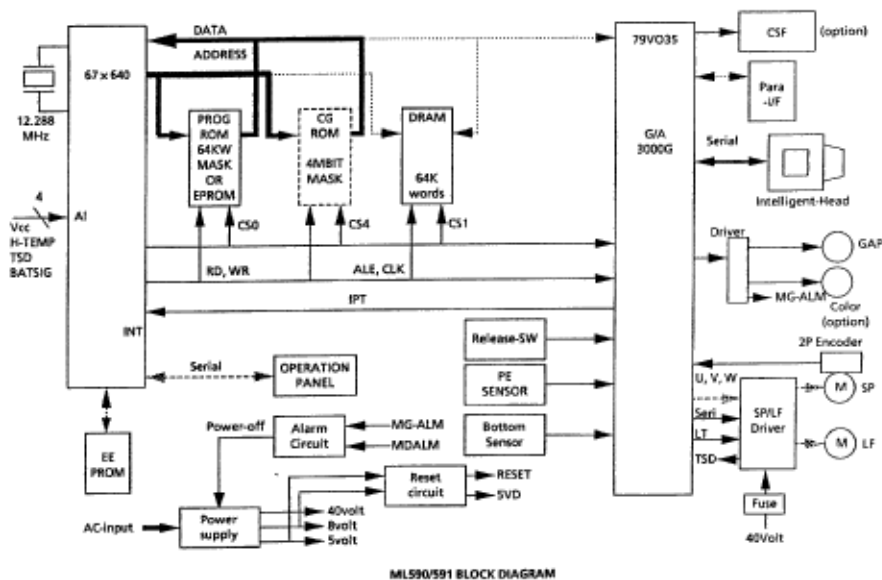 DATA
ADDRESS
67 x 640
12.288
MHz
4
AI
Vcc
H-TEMP
TSD
BATSIG
PROG
ROM
64KW
MASK
OR
EPROM
CG
ROM
4MBIT
MASK
DRAM
64K
words
CS0
CS4
CS1
RD, WR
ALE, CLK
IPT
INT
Serial
OPERATION
PANEL
EE
PROM
Power-off
Alarm
Circuit
MG-ALM
MDALM
Reset
circuit
RESET
5VD
AC-input
Power
supply
40volt
8volt
5volt
Release-SW
PE
SENSOR
Bottom
Sensor
79VO35
G/A
3000G
CSF
(option)
Para
-I/F
Serial
Intelligent-Head
Driver
GAP
MG-ALM
Color
(option)
2P Encoder
U, V, W
M
SP
Seri
LT
TSD
SP/LF
Driver
M
LF
Fuse
40Volt
ML590/591 BLOCK DIAGRAM